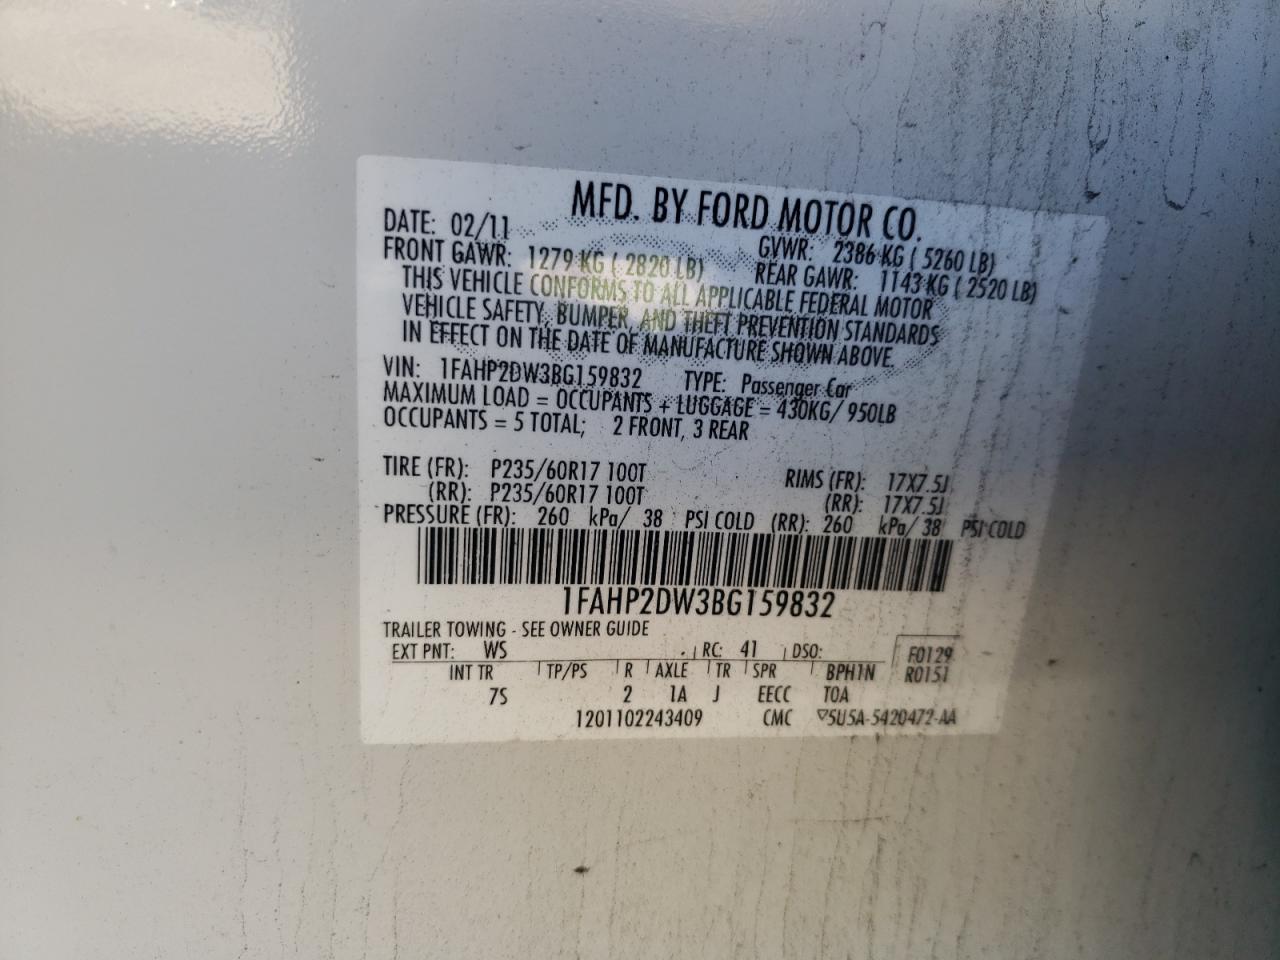 MFD. BY FORD MOTOR CO.
DATE: 02/11 GVWR: 2386 KG ( 5260 LB)
FRONT GAWR: 1279 KG ( 2820 LB) REAR GAWR: 1143 KG ( 2520 LB)
THIS VEHICLE CONFORMS TO ALL APPLICABLE FEDERAL MOTOR
VEHICLE SAFETY, BUMPER, AND THEFT PREVENTION STANDARDS
IN EFFECT ON THE DATE OF MANUFACTURE SHOWN ABOVE.
VIN: 1FAHP2DW3BG159832 TYPE: Passenger Car
MAXIMUM LOAD = OCCUPANTS + LUGGAGE = 430KG/ 950LB
OCCUPANTS = 5 TOTAL; 2 FRONT, 3 REAR
TIRE (FR): P235/60R17 100T RIMS (FR): 17X7.5J
(RR): P235/60R17 100T (RR): 17X7.5J
PRESSURE (FR): 260 kPa/ 38 PSI COLD (RR): 260 kPa/ 38 PSI COLD
1FAHP2DW3BG159832
TRAILER TOWING - SEE OWNER GUIDE
EXT PNT: WS RC: 41 DSO: F0129
INT TR TP/PS R AXLE TR SPR BPH1N R0151
7S 2 1A J EECC TOA
1201102243409 CMC ▽5U5A-5420472-AA